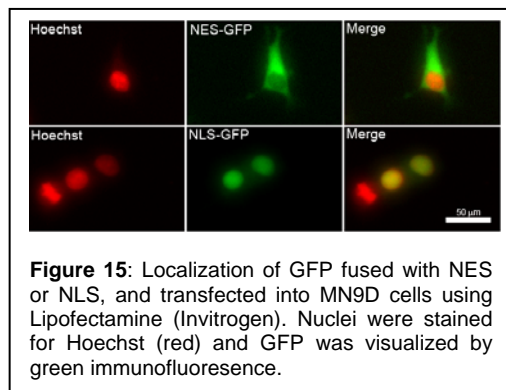 Hoechst NES-GFP Merge
Hoechst NLS-GFP Merge
50 µm
Figure 15: Localization of GFP fused with NES
or NLS, and transfected into MN9D cells using
Lipofectamine (Invitrogen). Nuclei were stained
for Hoechst (red) and GFP was visualized by
green immunofluoresence.